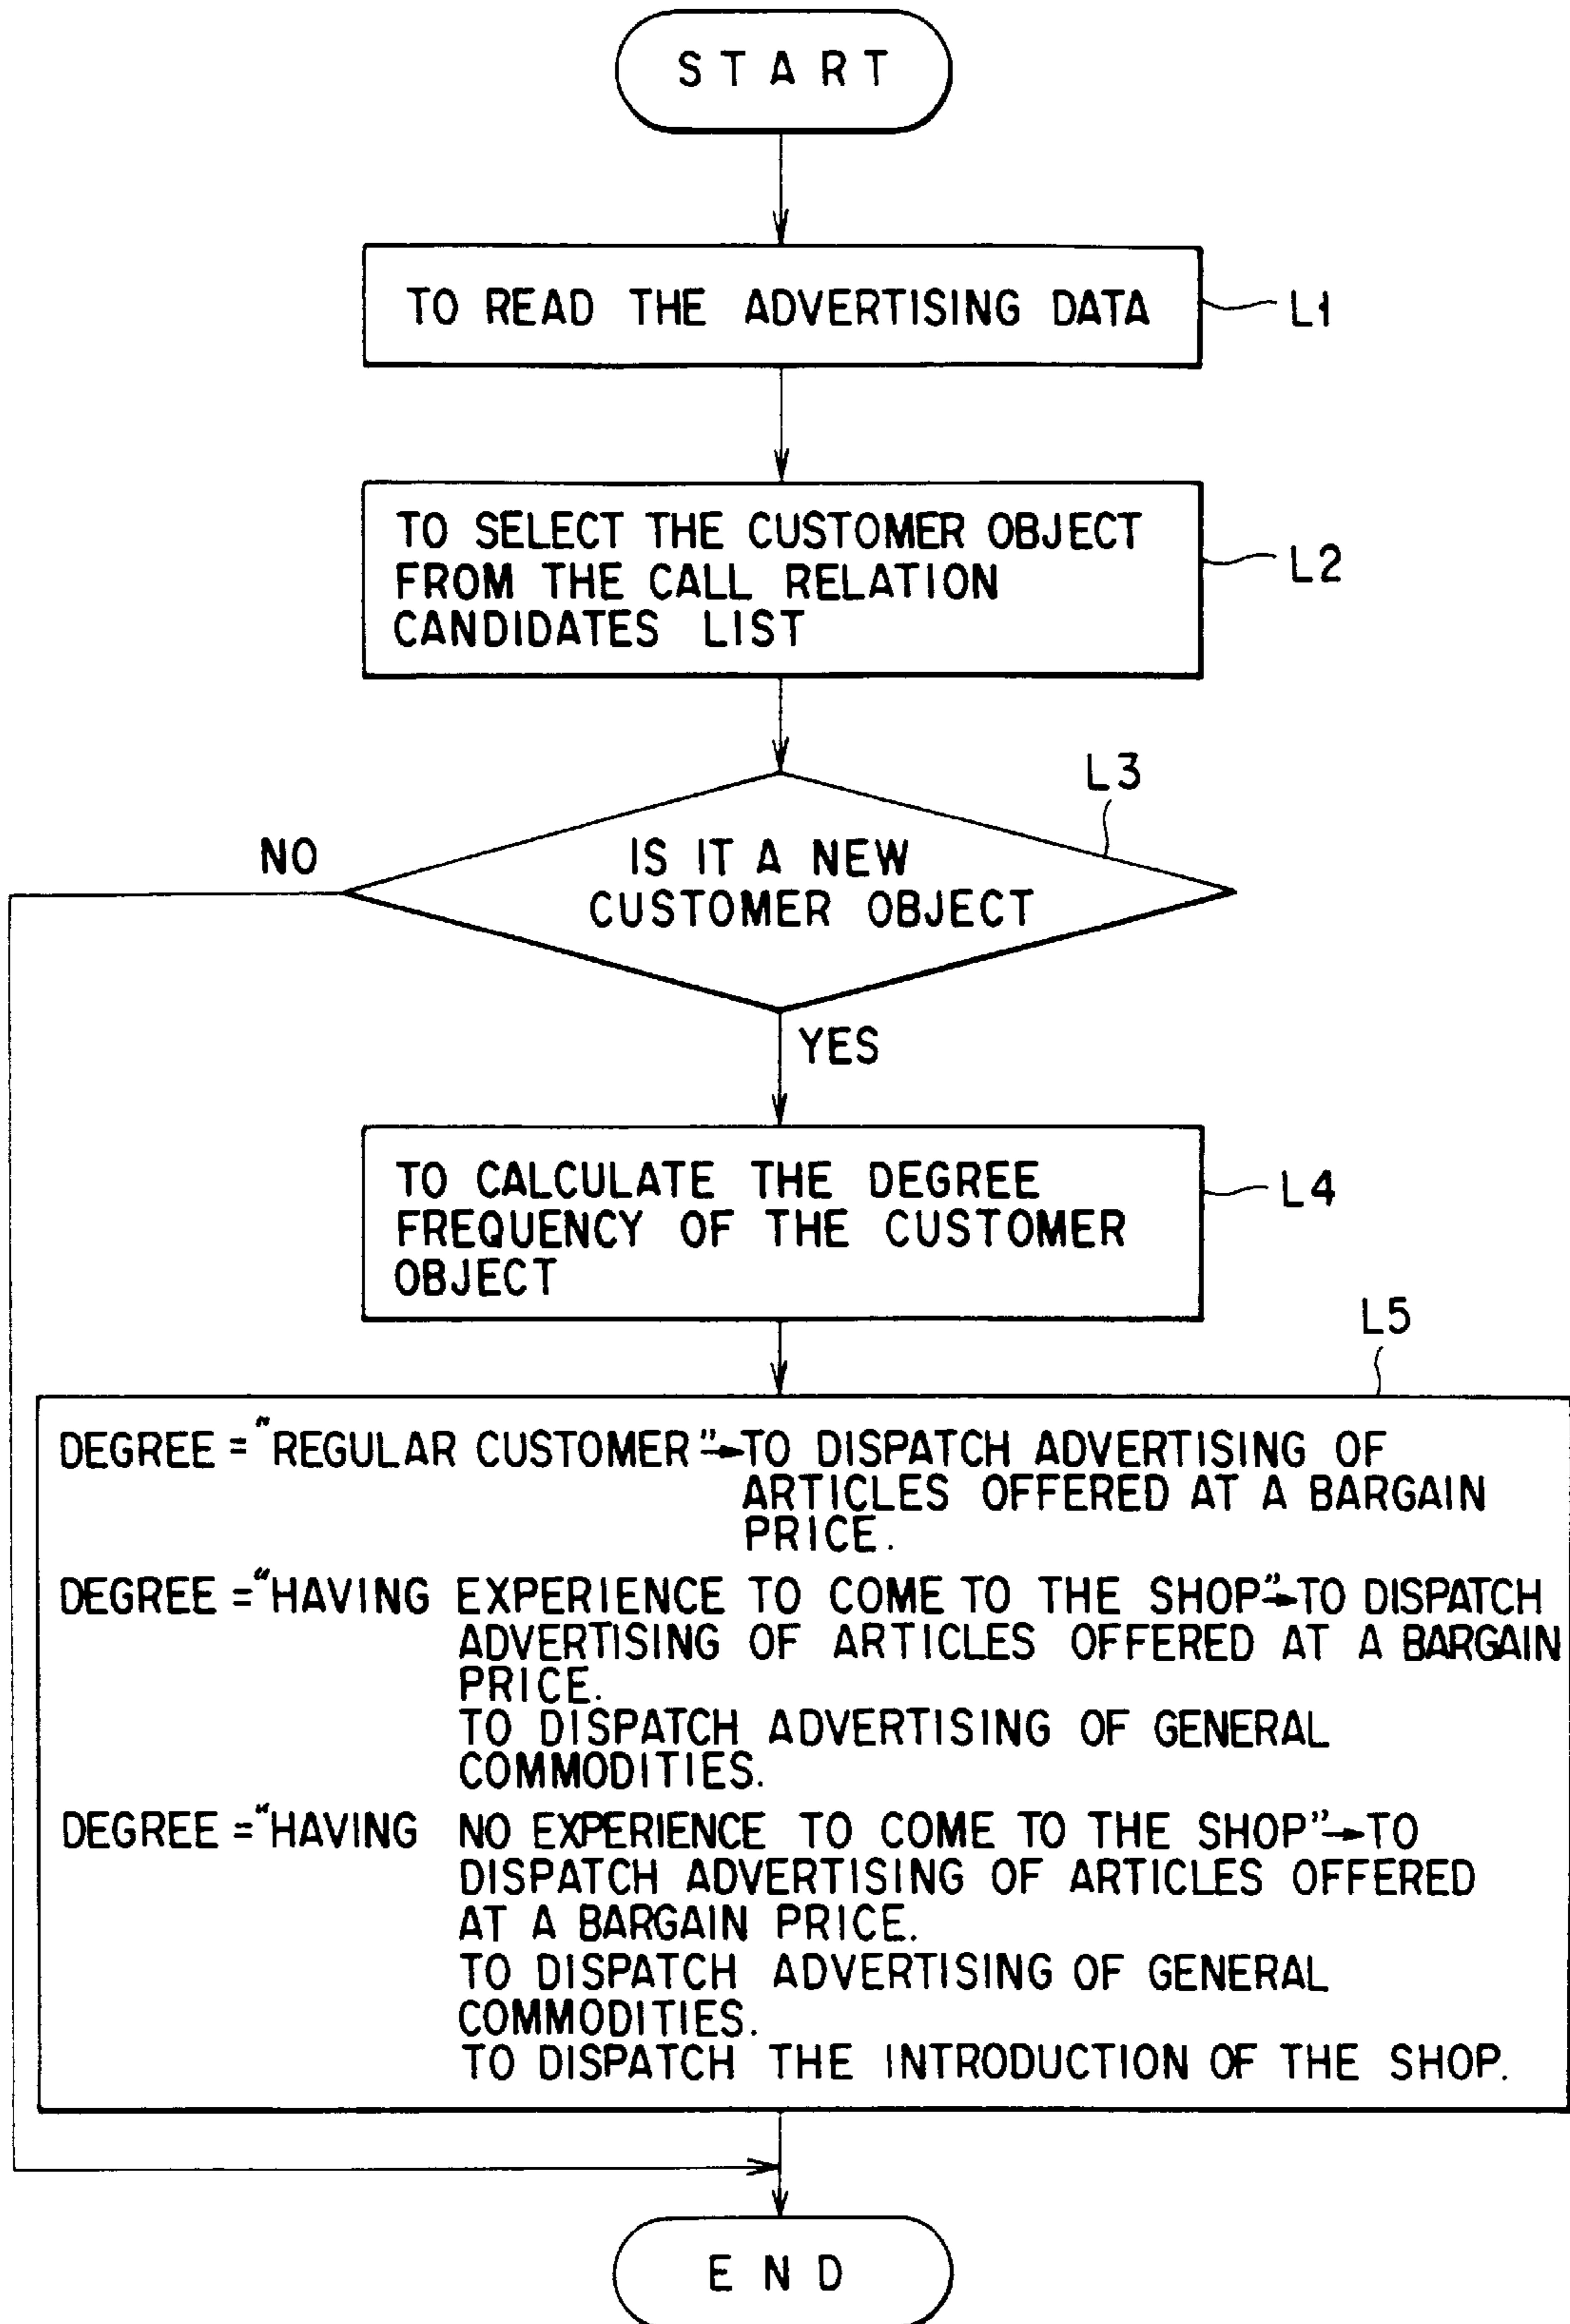 START
TO READ THE ADVERTISING DATA
L1
TO SELECT THE CUSTOMER OBJECT
FROM THE CALL RELATION
CANDIDATES LIST
L2
L3
NO
IS IT A NEW
CUSTOMER OBJECT
YES
TO CALCULATE THE DEGREE
FREQUENCY OF THE CUSTOMER
OBJECT
L4
L5
DEGREE = "REGULAR CUSTOMER"→TO DISPATCH ADVERTISING OF
ARTICLES OFFERED AT A BARGAIN
PRICE.
DEGREE = "HAVING EXPERIENCE TO COME TO THE SHOP"→TO DISPATCH
ADVERTISING OF ARTICLES OFFERED AT A BARGAIN
PRICE.
TO DISPATCH ADVERTISING OF GENERAL
COMMODITIES.
DEGREE = "HAVING NO EXPERIENCE TO COME TO THE SHOP"→TO
DISPATCH ADVERTISING OF ARTICLES OFFERED
AT A BARGAIN PRICE.
TO DISPATCH ADVERTISING OF GENERAL
COMMODITIES.
TO DISPATCH THE INTRODUCTION OF THE SHOP.
END